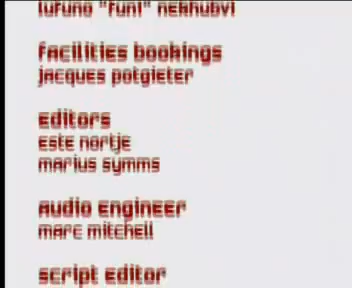 lufuno "funi" nekhubvi
facilities bookings
jacques potgieter
editors
este nortje
marius symms
audio engineer
marc mitchell
script editor